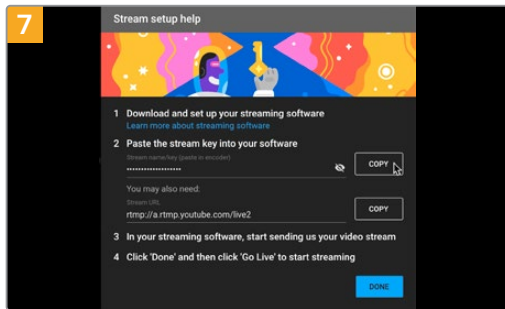 7
Stream setup help
1 Download and set up your streaming software
Learn more about streaming software
2 Paste the stream key into your software
Stream name/key (paste in encoder)
••••••••••••••••••• COPY
You may also need:
Stream URL
rtmp://a.rtmp.youtube.com/live2 COPY
3 In your streaming software, start sending us your video stream
4 Click 'Done' and then click 'Go Live' to start streaming
DONE